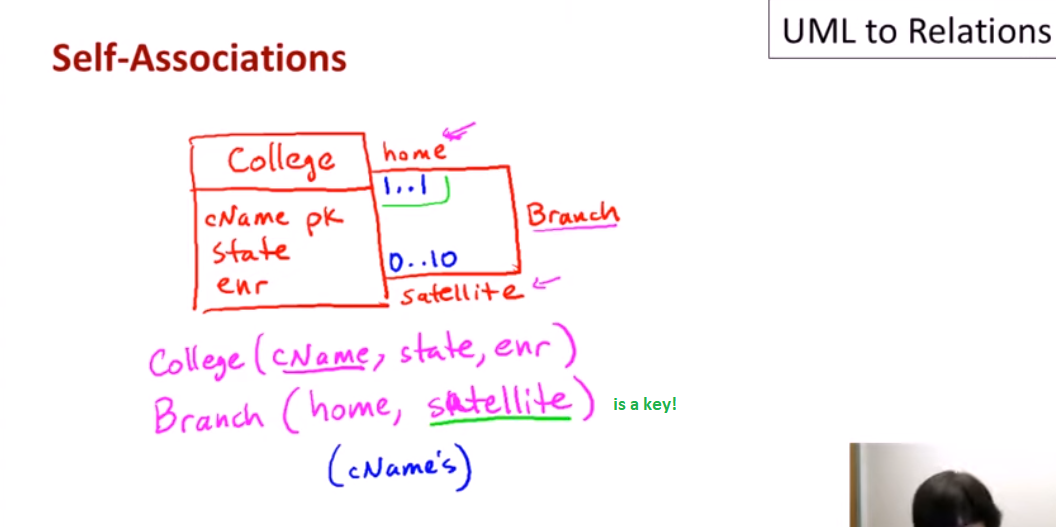 UML to Relations
Self-Associations
College
home
1..1
cName pk
Branch
state
0..10
enr
satellite
College (cName, state, enr)
Branch (home, satellite) is a key!
(cName's)